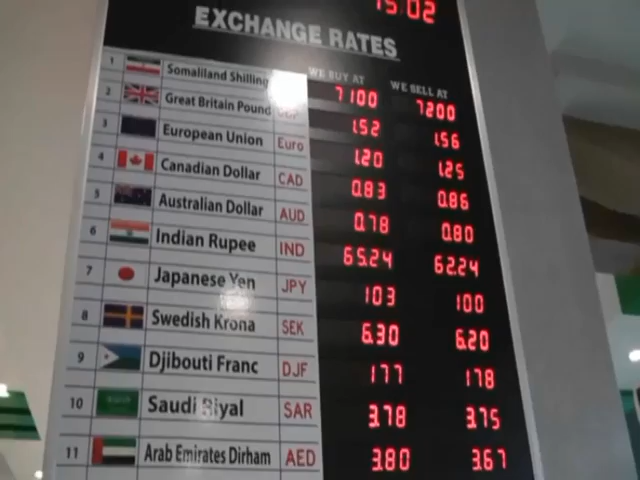 15:02
EXCHANGE RATES
WE BUY AT WE SELL AT
1 Somaliland Shilling 7100 7200
2 Great Britain Pound GBP 1.52 1.56
3 European Union Euro 1.20 1.25
4 Canadian Dollar CAD 0.83 0.86
5 Australian Dollar AUD 0.78 0.80
6 Indian Rupee IND 65.24 62.24
7 Japanese Yen JPY 103 100
8 Swedish Krona SEK 6.30 6.20
9 Djibouti Franc DJF 177 178
10 Saudi Riyal SAR 3.78 3.75
11 Arab Emirates Dirham AED 3.80 3.67